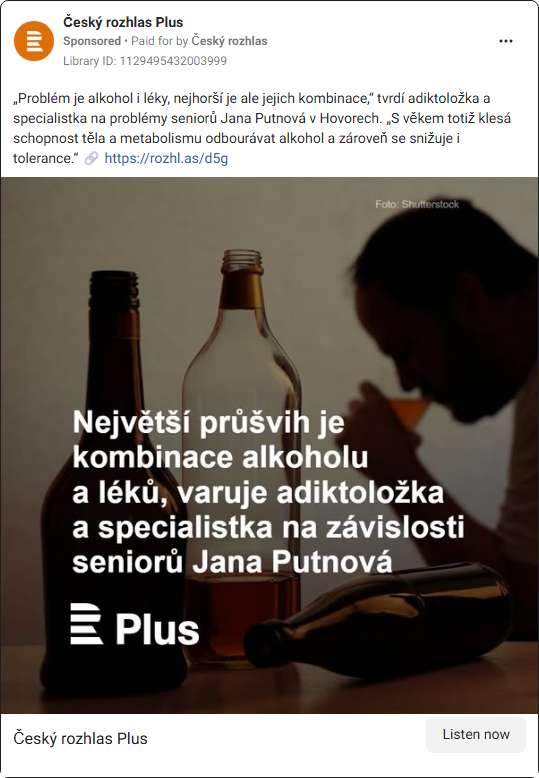 Český rozhlas Plus
Sponsored • Paid for by Český rozhlas
Library ID: 1129495432003999
„Problém je alkohol i léky, nejhorší je ale jejich kombinace,“ tvrdí adiktoložka a
specialistka na problémy seniorů Jana Putnová v Hovorech. „S věkem totiž klesá
schopnost těla a metabolismu odbourávat alkohol a zároveň se snižuje i
tolerance.“ 🔗 https://rozhl.as/d5g
Foto: Shutterstock
Největší průšvih je
kombinace alkoholu
a léků, varuje adiktoložka
a specialistka na závislosti
seniorů Jana Putnová
Plus
Český rozhlas Plus
Listen now